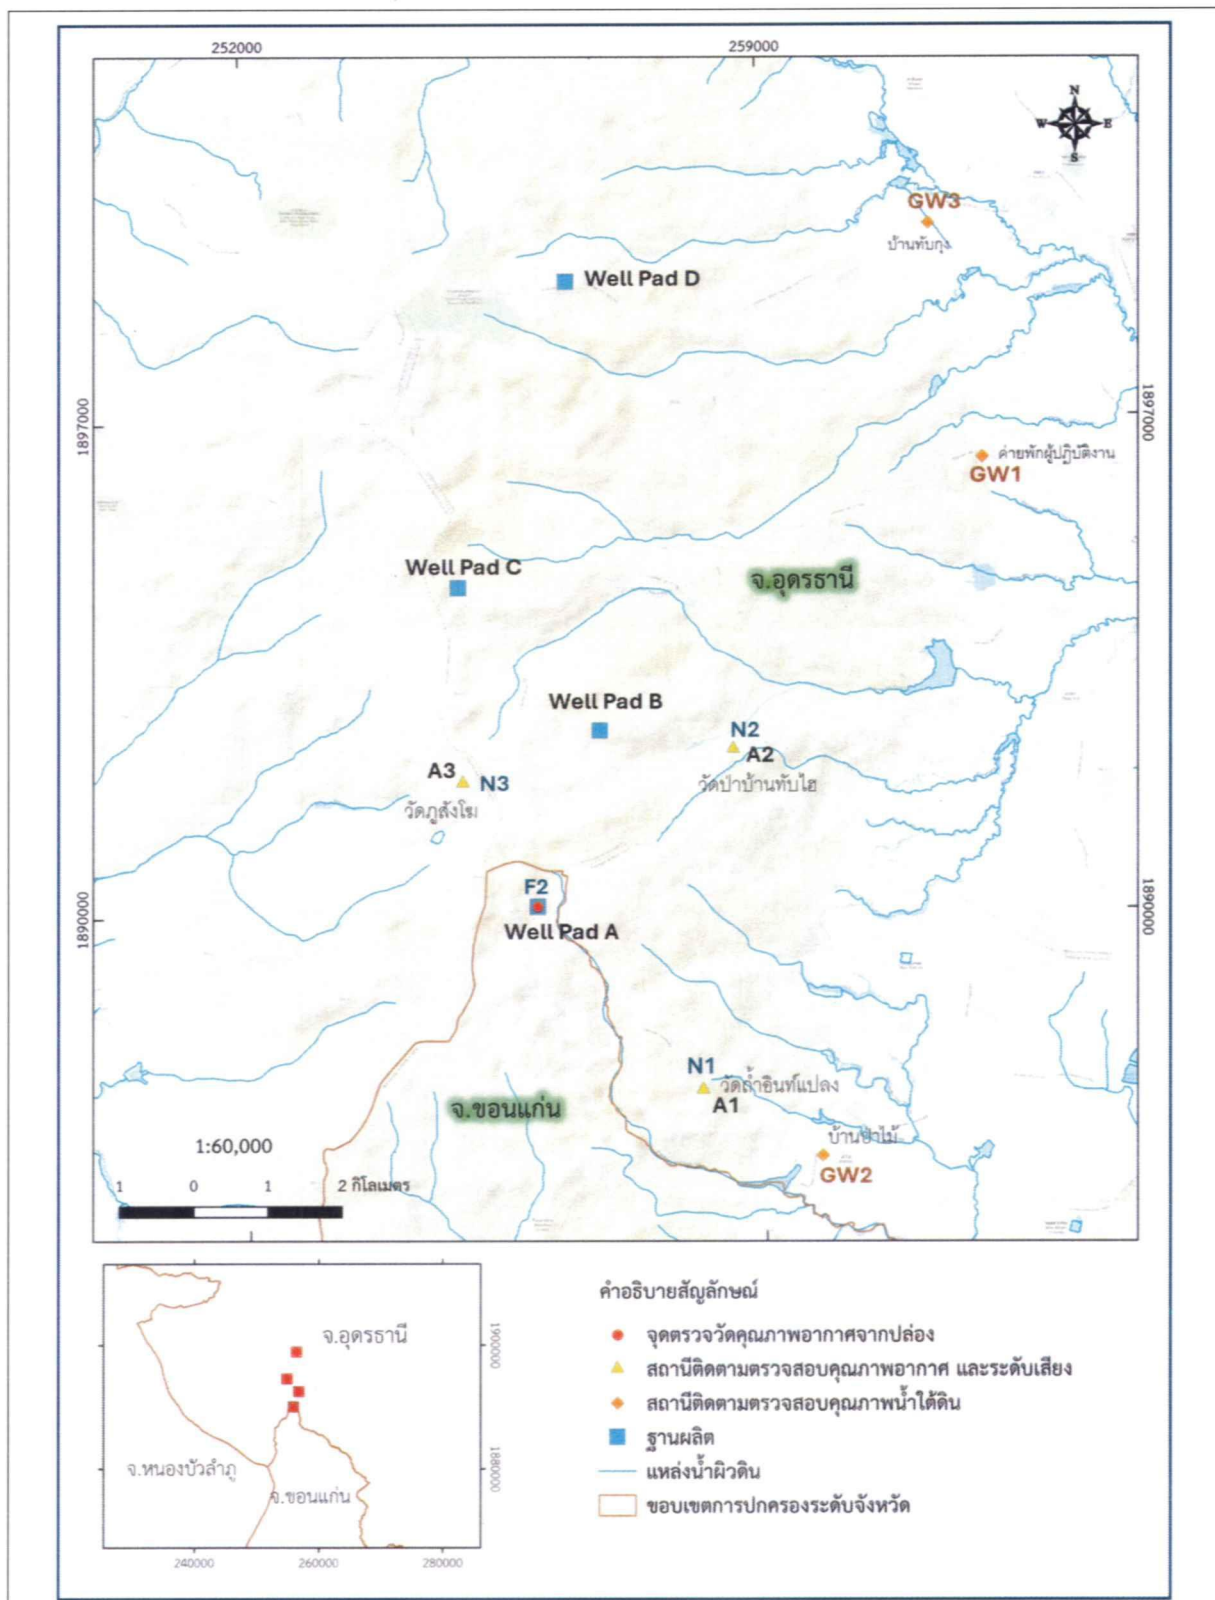 252000
259000
N
W
E
S
GW3
บ้านทับกุง
Well Pad D
1897000
1897000
ค่ายพักผู้ปฏิบัติงาน
GW1
Well Pad C
จ.อุดรธานี
Well Pad B
N2
A2
วัดป่าบ้านทับไฮ
A3
N3
วัดภูสังโฆ
F2
Well Pad A
1890000
1890000
N1
วัดถ้ำอินท์แปลง
A1
จ.ขอนแก่น
บ้านป่าไม้
GW2
1:60,000
1 0 1 2 กิโลเมตร
จ.อุดรธานี
จ.หนองบัวลำภู
จ.ขอนแก่น
1900000
1880000
240000 260000 280000
คำอธิบายสัญลักษณ์
จุดตรวจวัดคุณภาพอากาศจากปล่อง
สถานีติดตามตรวจสอบคุณภาพอากาศ และระดับเสียง
สถานีติดตามตรวจสอบคุณภาพน้ำใต้ดิน
ฐานผลิต
แหล่งน้ำผิวดิน
ขอบเขตการปกครองระดับจังหวัด